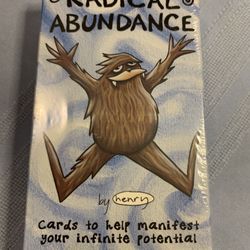 RADICAL
ABUNDANCE
by henry
Cards to help manifest
your infinite potential